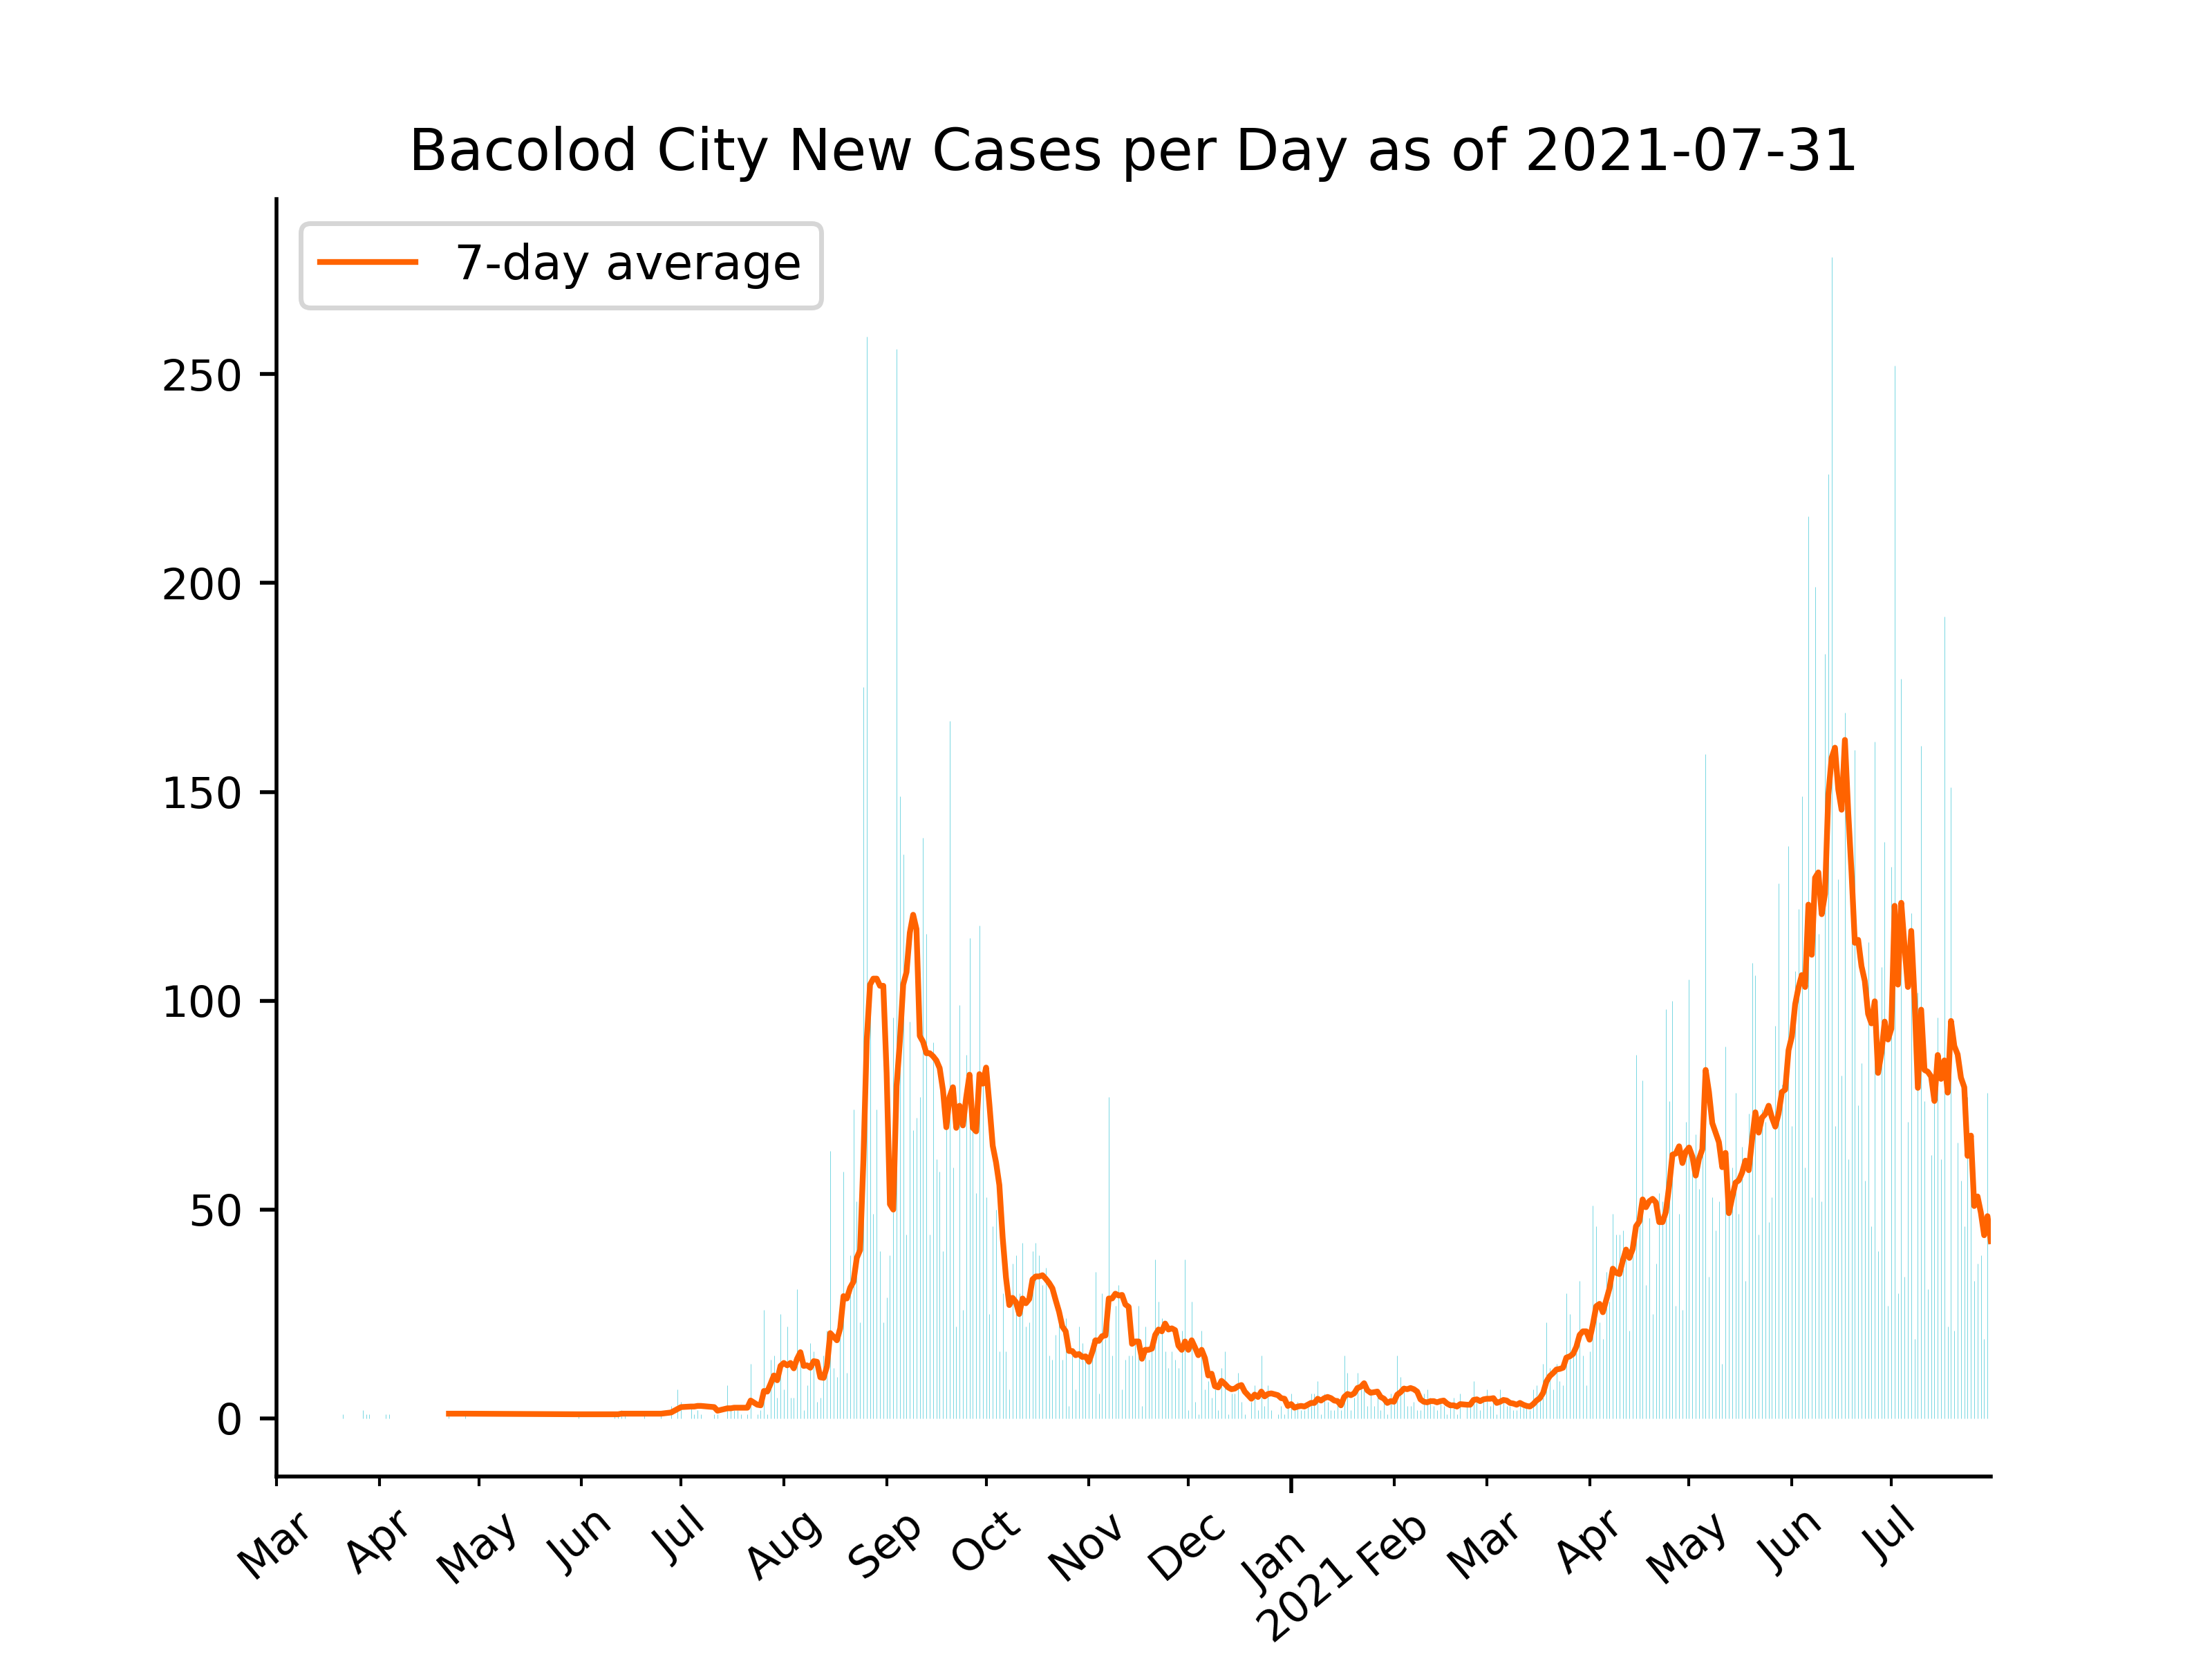 Bacolod City New Cases per Day as of 2021-07-31
7-day average
250
200
150
100
50
0
Mar
Apr
May
Jun
Jul
Aug
Sep
Oct
Nov
Dec
Jan
2021
Feb
Mar
Apr
May
Jun
Jul